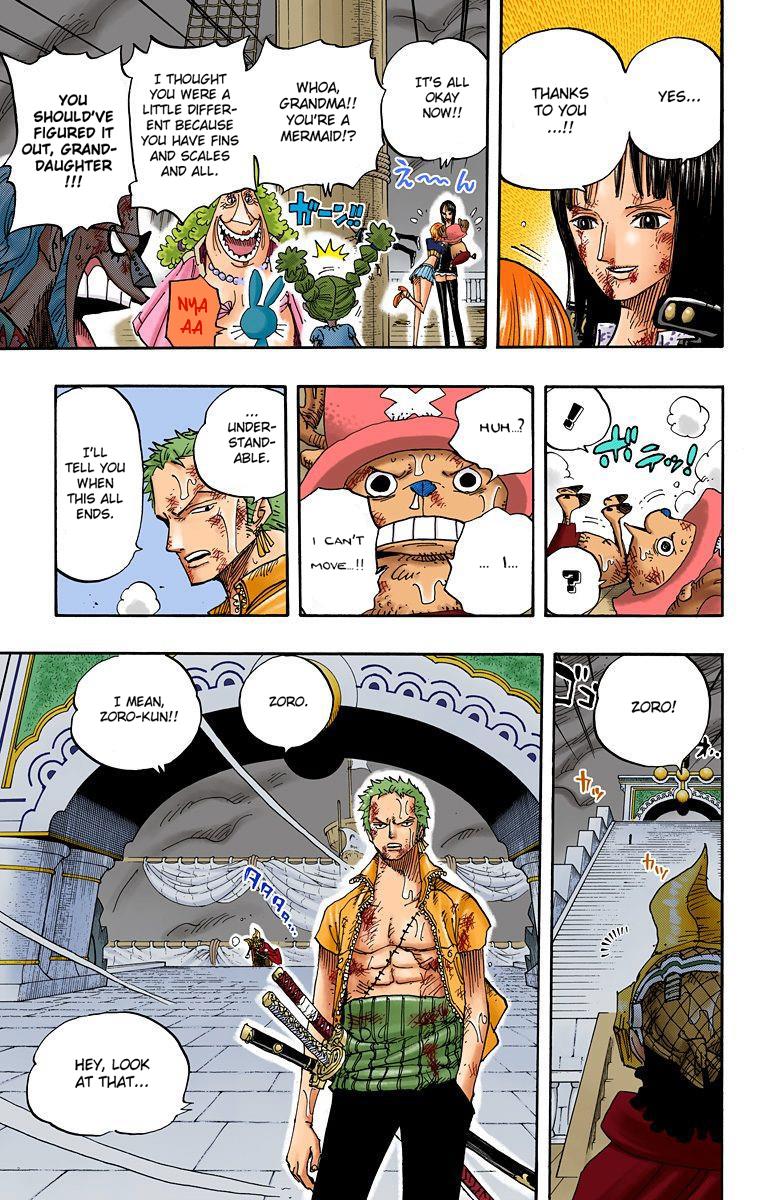 YES...
THANKS
TO YOU
...!!
IT'S ALL
OKAY
NOW!!
え〜〜ん
WHOA,
GRANDMA!!
YOU'RE A
MERMAID!?
ガーン!!
I THOUGHT
YOU WERE A
LITTLE DIFFER-
ENT BECAUSE
YOU HAVE FINS
AND SCALES
AND ALL.
NYA
AA
YOU
SHOULD'VE
FIGURED IT
OUT, GRAND-
DAUGHTER
!!!
!
?
HUH...?
... I...
I CAN'T
MOVE...!!
...
UNDER-
STAND-
ABLE.
I'LL
TELL YOU
WHEN
THIS ALL
ENDS.
ZORO!
ZORO.
I MEAN,
ZORO-KUN!!
HEY, LOOK
AT THAT...